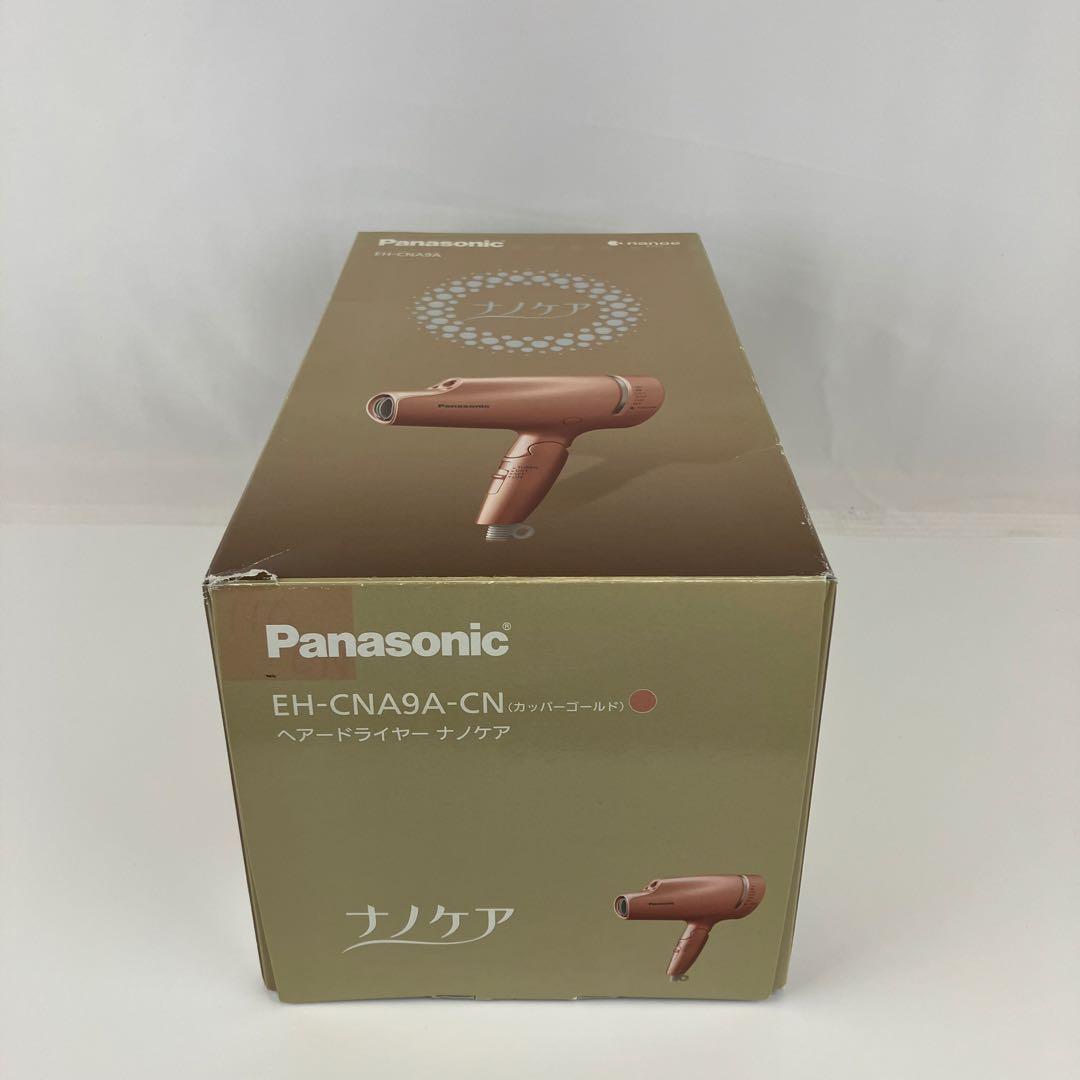 Panasonic
nanoe
EH-CNA9A
ナノケア
Panasonic
Panasonic®
EH-CNA9A-CN（カッパーゴールド）
ヘアードライヤー ナノケア
ナノケア
Panasonic